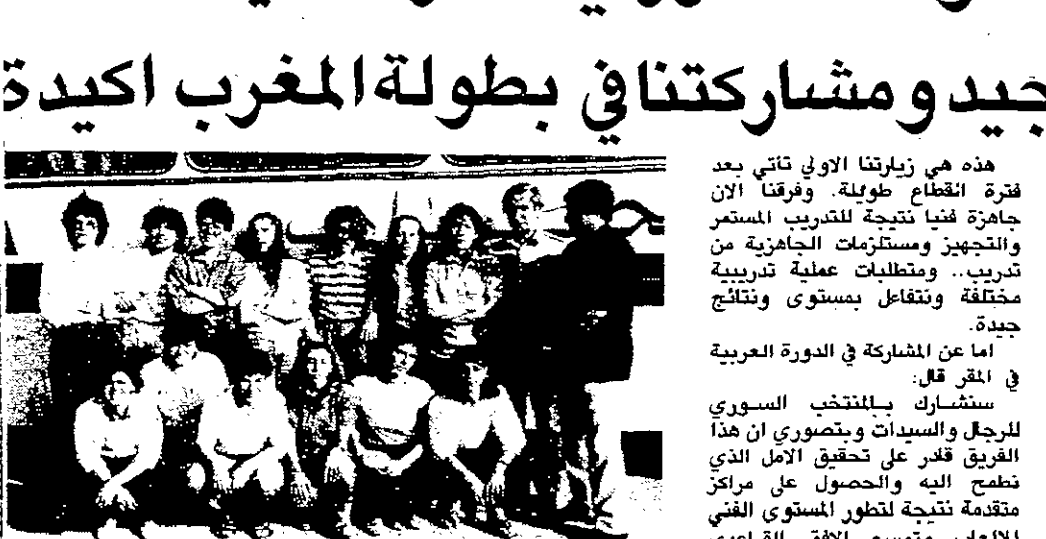 جيد ومشاركتنا في بطولة المغرب اكيدة
هذه هي زيارتنا الاولي تأتي بعد
فترة انقطاع طويلة. وفرقنا الان
جاهزة فنيا نتيجة للتدريب المستمر
والتجهيز ومستلزمات الجاهزية من
تدريب.. ومتطلبات عملية تدريبية
مختلفة ونتفاعل بمستوى ونتائج
جيدة.
اما عن المشاركة في الدورة العربية
في المقر قال:
سنشارك بالمنتخب السوري
للرجال والسيدات وبتصوري ان هذا
الفريق قادر على تحقيق الامل الذي
نطمح اليه والحصول على مراكز
متقدمة نتيجة لتطور المستوى الفني